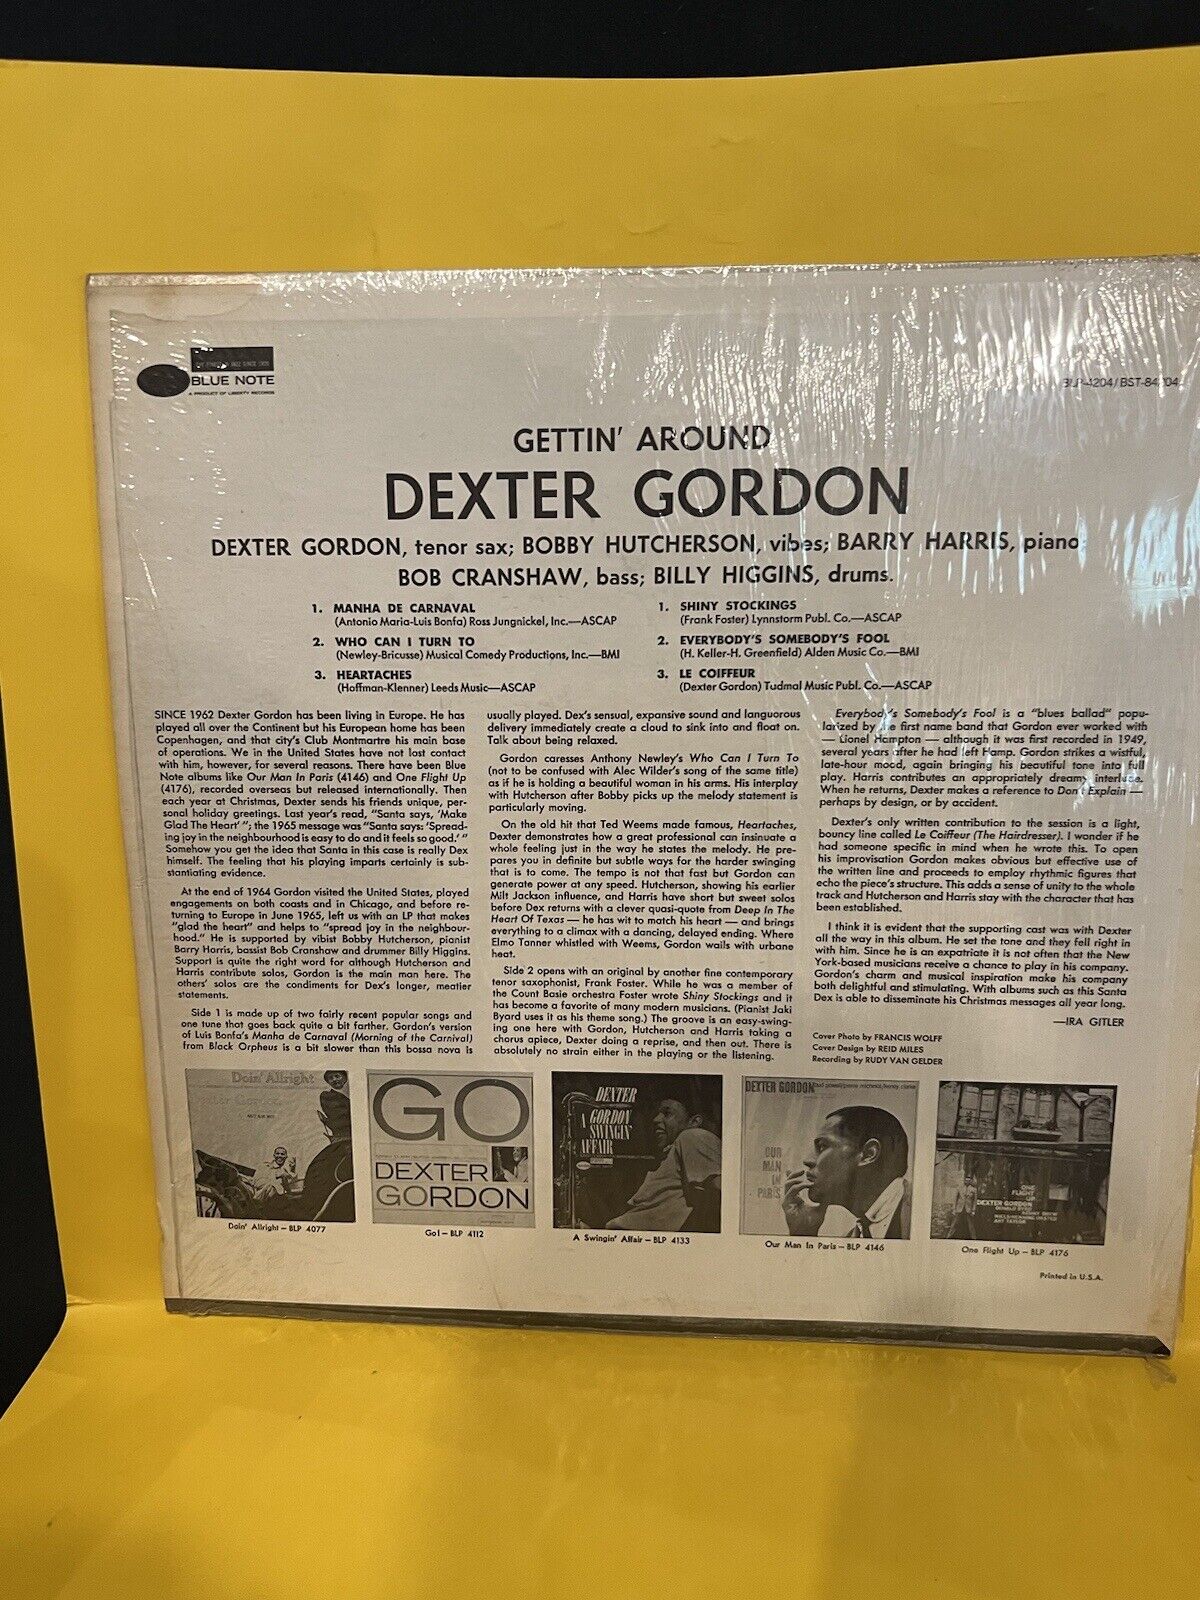 BLUE NOTE
A PRODUCT OF LIBERTY RECORDS
BLP-4204/BST-84204
GETTIN' AROUND
DEXTER GORDON
DEXTER GORDON, tenor sax; BOBBY HUTCHERSON, vibes; BARRY HARRIS, piano;
BOB CRANSHAW, bass; BILLY HIGGINS, drums.
1. MANHA DE CARNAVAL
(Antonio Maria-Luis Bonfa) Ross Jungnickel, Inc.—ASCAP
2. WHO CAN I TURN TO
(Newley-Bricusse) Musical Comedy Productions, Inc.—BMI
3. HEARTACHES
(Hoffman-Klenner) Leeds Music—ASCAP
1. SHINY STOCKINGS
(Frank Foster) Lynnstorm Publ. Co.—ASCAP
2. EVERYBODY'S SOMEBODY'S FOOL
(H. Keller-H. Greenfield) Alden Music Co.—BMI
3. LE COIFFEUR
(Dexter Gordon) Tudmal Music Publ. Co.—ASCAP
SINCE 1962 Dexter Gordon has been living in Europe. He has
played all over the Continent but his European home has been
Copenhagen, and that city's Club Montmartre his main base
of operations. We in the United States have not lost contact
with him, however, for several reasons. There have been Blue
Note albums like Our Man In Paris (4146) and One Flight Up
(4176), recorded overseas but released internationally. Then
each year at Christmas, Dexter sends his friends unique, per-
sonal holiday greetings. Last year's read, "Santa says, 'Make
Glad The Heart' "; the 1965 message was "Santa says: 'Spread-
ing joy in the neighbourhood is easy to do and it feels so good.' "
Somehow you get the idea that Santa in this case is really Dex
himself. The feeling that his playing imparts certainly is sub-
stantiating evidence.
At the end of 1964 Gordon visited the United States, played
engagements on both coasts and in Chicago, and before re-
turning to Europe in June 1965, left us with an LP that makes
"glad the heart" and helps to "spread joy in the neighbour-
hood." He is supported by vibist Bobby Hutcherson, pianist
Barry Harris, bassist Bob Cranshaw and drummer Billy Higgins.
Support is quite the right word for although Hutcherson and
Harris contribute solos, Gordon is the main man here. The
others' solos are the condiments for Dex's longer, meatier
statements.
Side 1 is made up of two fairly recent popular songs and
one tune that goes back quite a bit farther. Gordon's version
of Luis Bonfa's Manha de Carnaval (Morning of the Carnival)
from Black Orpheus is a bit slower than this bossa nova is
usually played. Dex's sensual, expansive sound and languorous
delivery immediately create a cloud to sink into and float on.
Talk about being relaxed.
Gordon caresses Anthony Newley's Who Can I Turn To
(not to be confused with Alec Wilder's song of the same title)
as if he is holding a beautiful woman in his arms. His interplay
with Hutcherson after Bobby picks up the melody statement is
particularly moving.
On the old hit that Ted Weems made famous, Heartaches,
Dexter demonstrates how a great professional can insinuate a
whole feeling just in the way he states the melody. He pre-
pares you in definite but subtle ways for the harder swinging
that is to come. The tempo is not that fast but Gordon can
generate power at any speed. Hutcherson, showing his earlier
Milt Jackson influence, and Harris have short but sweet solos
before Dex returns with a clever quasi-quote from Deep In The
Heart Of Texas — he has wit to match his heart — and brings
everything to a climax with a dancing, delayed ending. Where
Elmo Tanner whistled with Weems, Gordon wails with urbane
heat.
Side 2 opens with an original by another fine contemporary
tenor saxophonist, Frank Foster. While he was a member of
the Count Basie orchestra Foster wrote Shiny Stockings and it
has become a favorite of many modern musicians. (Pianist Jaki
Byard uses it as his theme song.) The groove is an easy-swing-
ing one here with Gordon, Hutcherson and Harris taking a
chorus apiece, Dexter doing a reprise, and then out. There is
absolutely no strain either in the playing or the listening.
Everybody's Somebody's Fool is a "blues ballad" popu-
larized by the first name band that Gordon ever worked with
— Lionel Hampton — although it was first recorded in 1949,
several years after he had left Hamp. Gordon strikes a wistful,
late-hour mood, again bringing his beautiful tone into full
play. Harris contributes an appropriately dreamy interlude.
When he returns, Dexter makes a reference to Don't Explain —
perhaps by design, or by accident.
Dexter's only written contribution to the session is a light,
bouncy line called Le Coiffeur (The Hairdresser). I wonder if he
had someone specific in mind when he wrote this. To open
his improvisation Gordon makes obvious but effective use of
the written line and proceeds to employ rhythmic figures that
echo the piece's structure. This adds a sense of unity to the whole
track and Hutcherson and Harris stay with the character that has
been established.
I think it is evident that the supporting cast was with Dexter
all the way in this album. He set the tone and they fell right in
with him. Since he is an expatriate it is not often that the New
York-based musicians receive a chance to play in his company.
Gordon's charm and musical inspiration make his company
both delightful and stimulating. With albums such as this Santa
Dex is able to disseminate his Christmas messages all year long.
—IRA GITLER
Cover Photo by FRANCIS WOLFF
Cover Design by REID MILES
Recording by RUDY VAN GELDER
Doin' Allright
GO
DEXTER
GORDON
DEXTER
GORDON
A SWINGIN'
AFFAIR
DEXTER GORDON
OUR
MAN
IN
PARIS
ONE
FLIGHT
UP
DEXTER GORDON
Doin' Allright — BLP 4077
Go! — BLP 4112
A Swingin' Affair — BLP 4133
Our Man In Paris — BLP 4146
One Flight Up — BLP 4176
Printed in U.S.A.